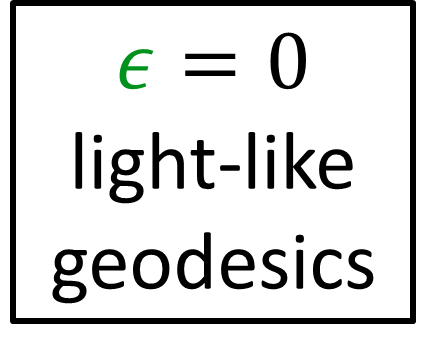 ϵ = 0
light-like
geodesics